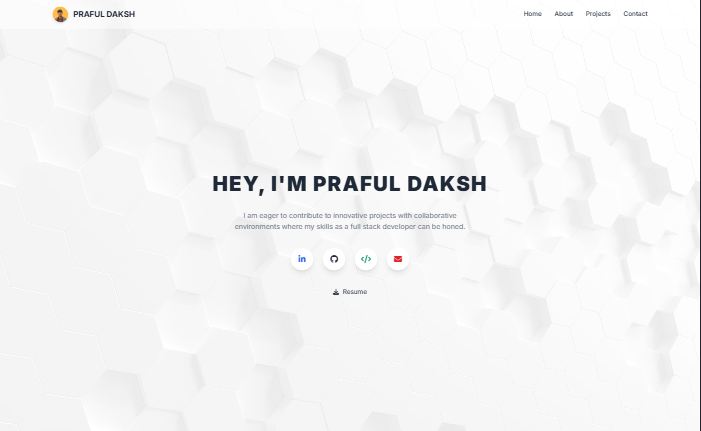 PRAFUL DAKSH
Home About Projects Contact
HEY, I'M PRAFUL DAKSH
I am eager to contribute to innovative projects with collaborative
environments where my skills as a full stack developer can be honed.
Resume